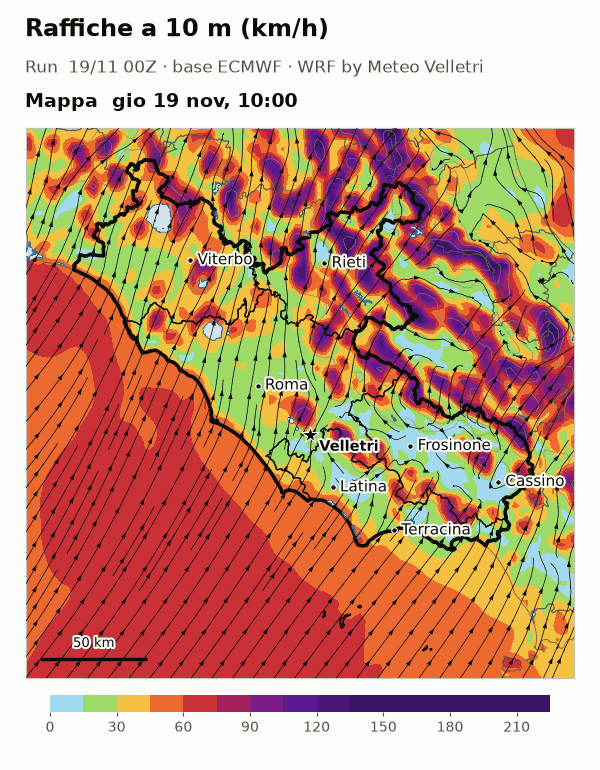 Raffiche a 10 m (km/h)
Run  19/11 00Z · base ECMWF · WRF by Meteo Velletri
Mappa  gio 19 nov, 10:00
Viterbo
Rieti
Roma
Velletri
Frosinone
Latina
Cassino
Terracina
50 km
0 30 60 90 120 150 180 210